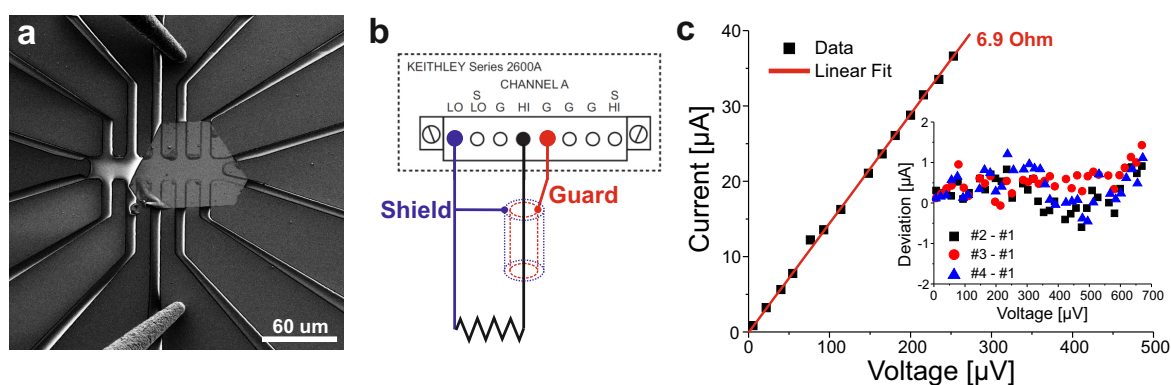 a
60 um
b
KEITHLEY Series 2600A
CHANNEL A
LO S LO G HI G G G S HI
Shield
Guard
c
Data
Linear Fit
6.9 Ohm
Current [µA]
40
30
20
10
0
0 100 200 300 400 500
Voltage [µV]
Deviation [µA]
2
1
0
-1
-2
#2 - #1
#3 - #1
#4 - #1
0 100 200 300 400 500 600 700
Voltage [µV]